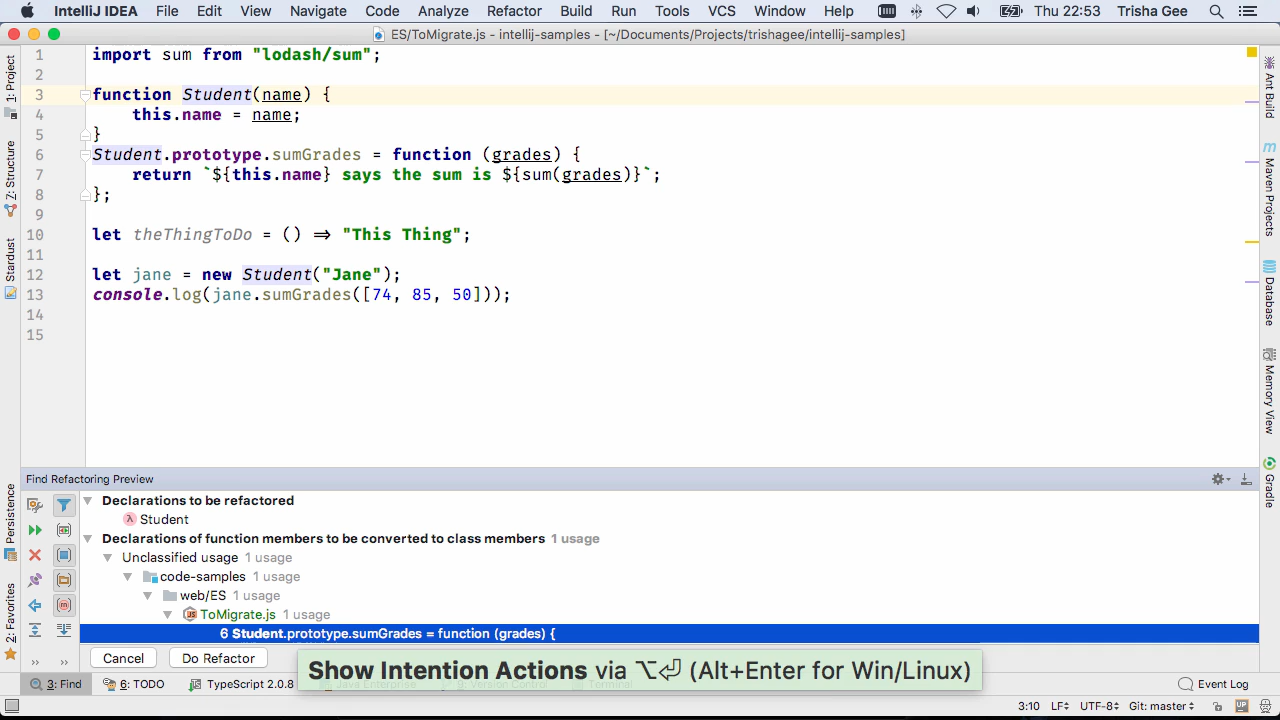 IntelliJ IDEA File Edit View Navigate Code Analyze Refactor Build Run Tools VCS Window Help Thu 22:53 Trisha Gee
ES/ToMigrate.js - intellij-samples - [~/Documents/Projects/trishagee/intellij-samples]
1 import sum from "lodash/sum";
2
3 function Student(name) {
4 this.name = name;
5 }
6 Student.prototype.sumGrades = function (grades) {
7 return `${this.name} says the sum is ${sum(grades)}`;
8 };
9
10 let theThingToDo = () => "This Thing";
11
12 let jane = new Student("Jane");
13 console.log(jane.sumGrades([74, 85, 50]));
14
15
1: Project
7: Structure
Stardust
Persistence
2: Favorites
Ant Build
m Maven Projects
Database
Memory View
Gradle
Find Refactoring Preview
Declarations to be refactored
λ Student
Declarations of function members to be converted to class members 1 usage
Unclassified usage 1 usage
code-samples 1 usage
web/ES 1 usage
JS ToMigrate.js 1 usage
6 Student.prototype.sumGrades = function (grades) {
Cancel Do Refactor
Show Intention Actions via ⌥⏎ (Alt+Enter for Win/Linux)
3: Find 6: TODO TypeScript 2.0.8 Java Enterprise 9: Version Control Terminal Event Log
3:10 LF÷ UTF-8÷ Git: master÷ UP